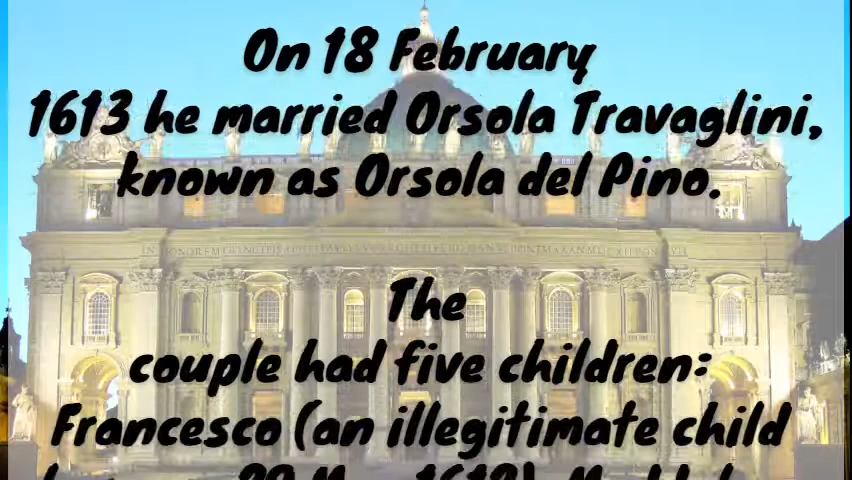 On 18 February
1613 he married Orsola Travaglini,
known as Orsola del Pino.
The
couple had five children:
Francesco (an illegitimate child